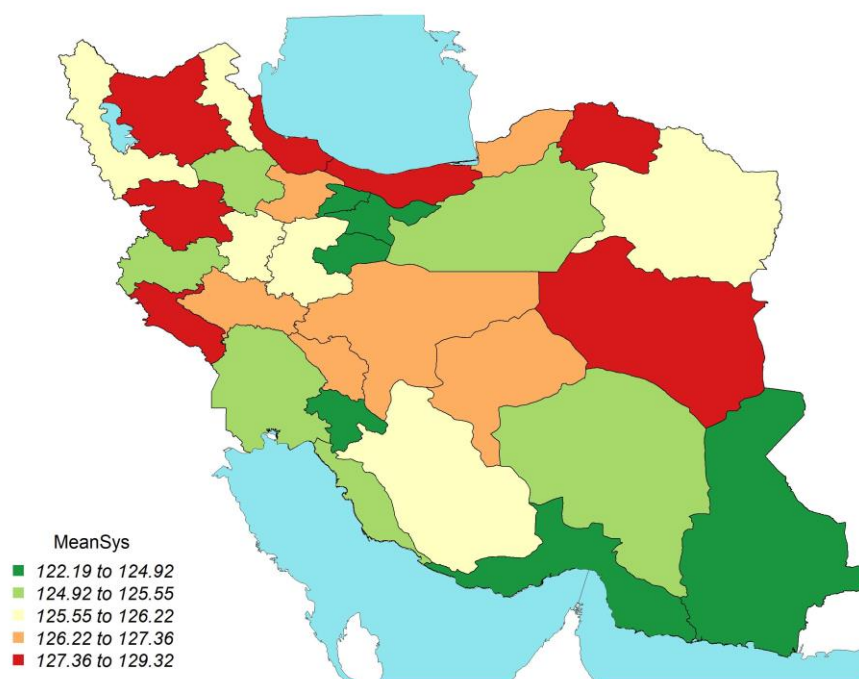 MeanSys
122.19 to 124.92
124.92 to 125.55
125.55 to 126.22
126.22 to 127.36
127.36 to 129.32